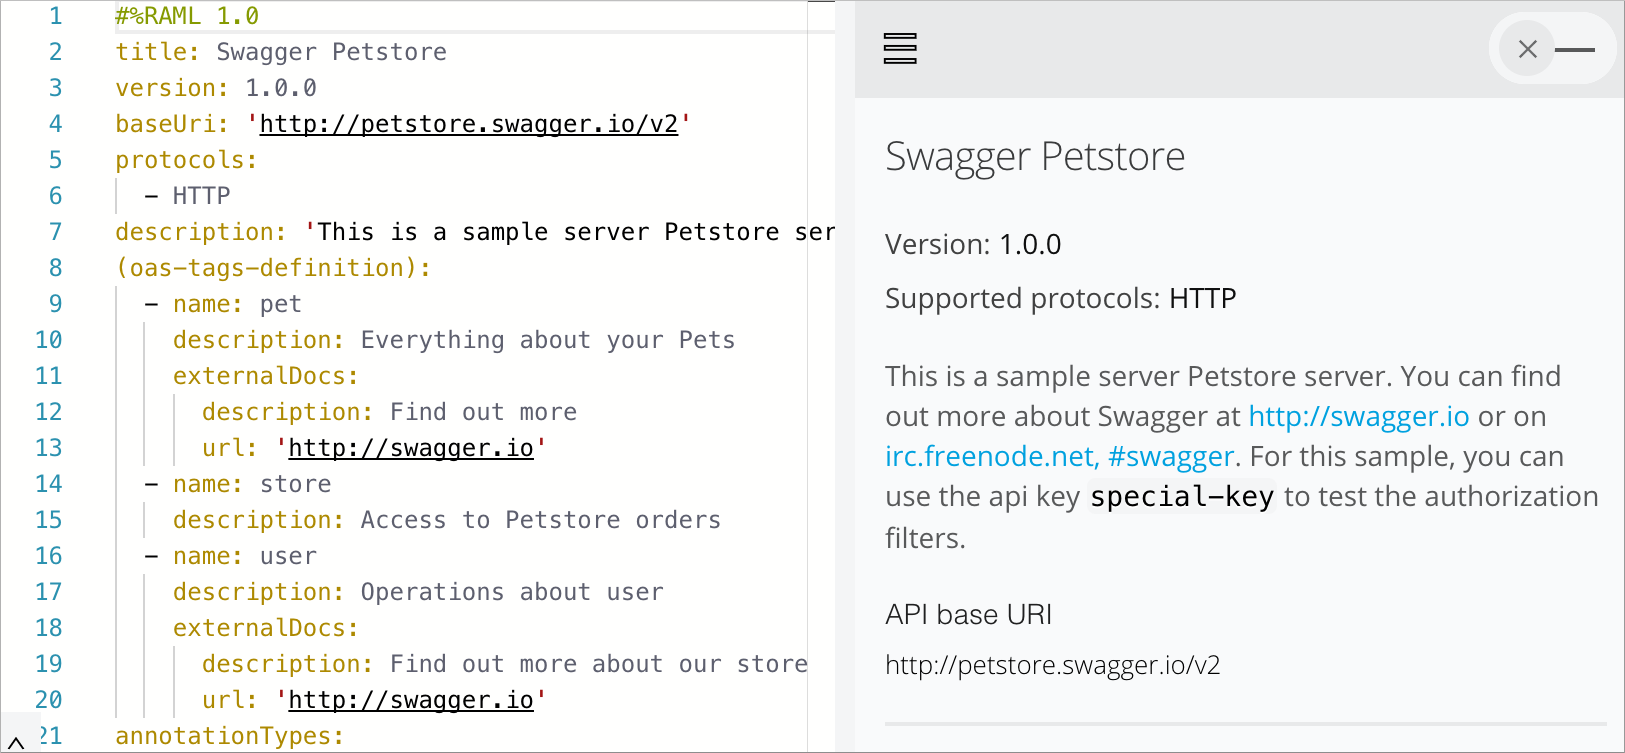 1 #%RAML 1.0
2 title: Swagger Petstore
3 version: 1.0.0
4 baseUri: 'http://petstore.swagger.io/v2'
5 protocols:
6 - HTTP
7 description: 'This is a sample server Petstore ser
8 (oas-tags-definition):
9 - name: pet
10 description: Everything about your Pets
11 externalDocs:
12 description: Find out more
13 url: 'http://swagger.io'
14 - name: store
15 description: Access to Petstore orders
16 - name: user
17 description: Operations about user
18 externalDocs:
19 description: Find out more about our store
20 url: 'http://swagger.io'
21 annotationTypes:
Swagger Petstore
Version: 1.0.0
Supported protocols: HTTP
This is a sample server Petstore server. You can find
out more about Swagger at http://swagger.io or on
irc.freenode.net, #swagger. For this sample, you can
use the api key special-key to test the authorization
filters.
API base URI
http://petstore.swagger.io/v2